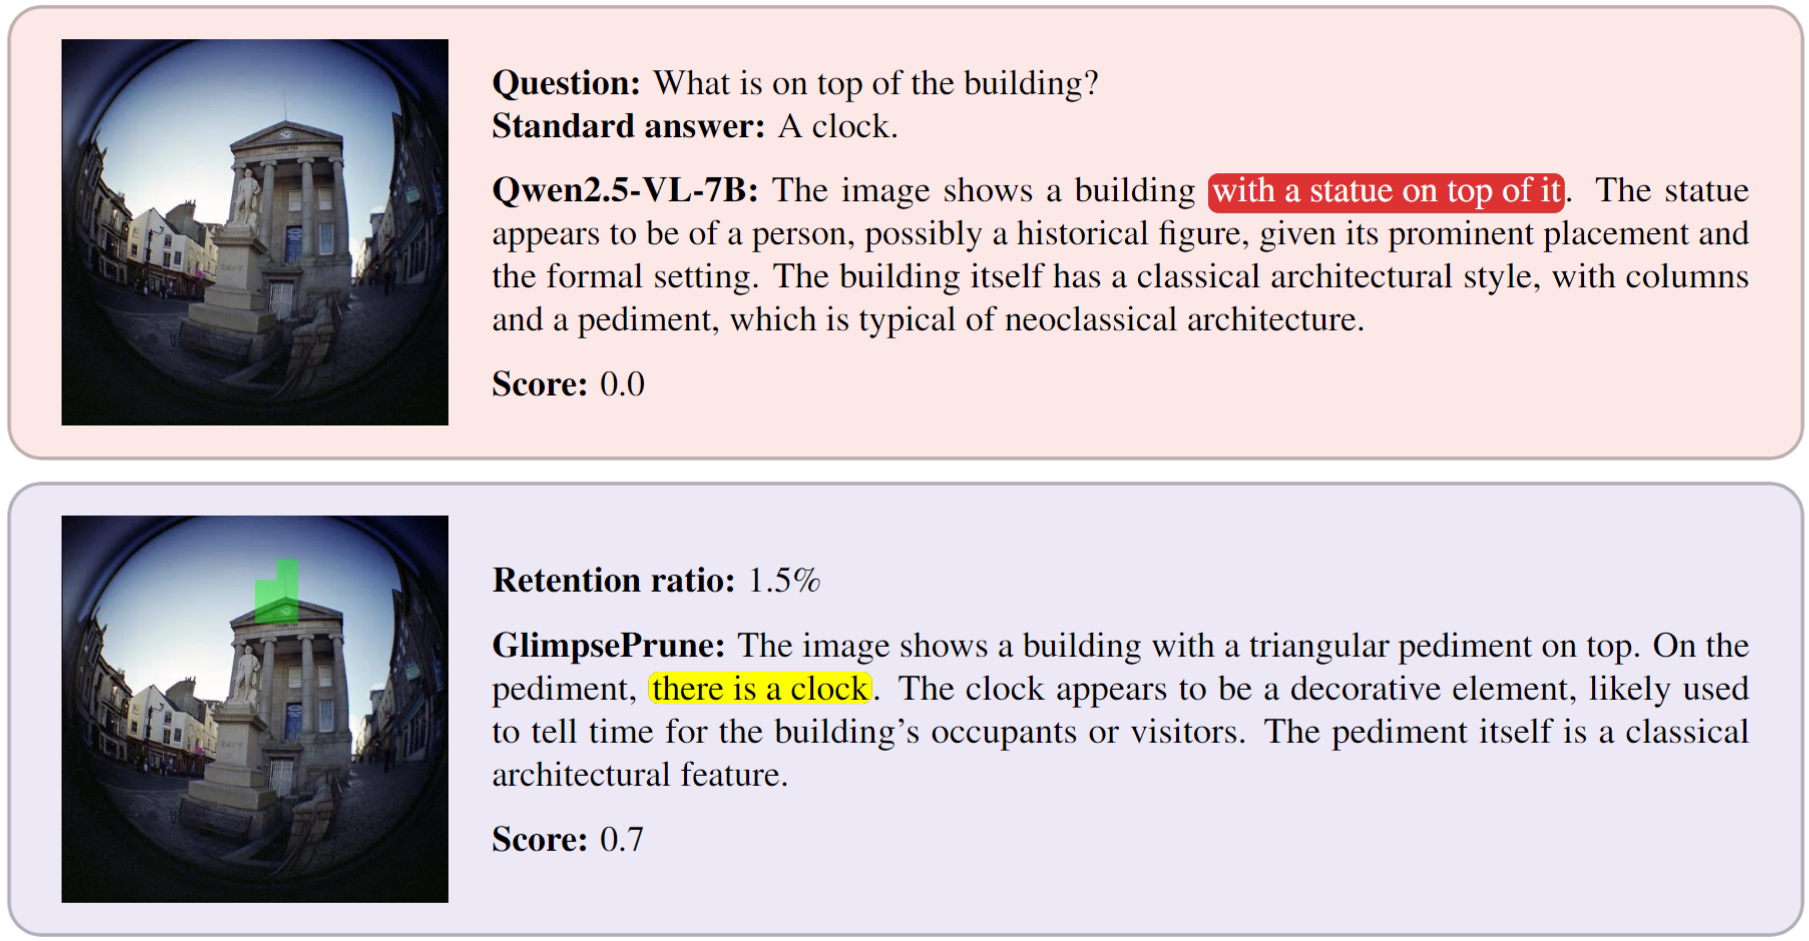 Question: What is on top of the building?
Standard answer: A clock.
Qwen2.5-VL-7B: The image shows a building with a statue on top of it. The statue
appears to be of a person, possibly a historical figure, given its prominent placement and
the formal setting. The building itself has a classical architectural style, with columns
and a pediment, which is typical of neoclassical architecture.
Score: 0.0
DAVY
Retention ratio: 1.5%
GlimpsePrune: The image shows a building with a triangular pediment on top. On the
pediment, there is a clock. The clock appears to be a decorative element, likely used
to tell time for the building’s occupants or visitors. The pediment itself is a classical
architectural feature.
Score: 0.7
DAVY